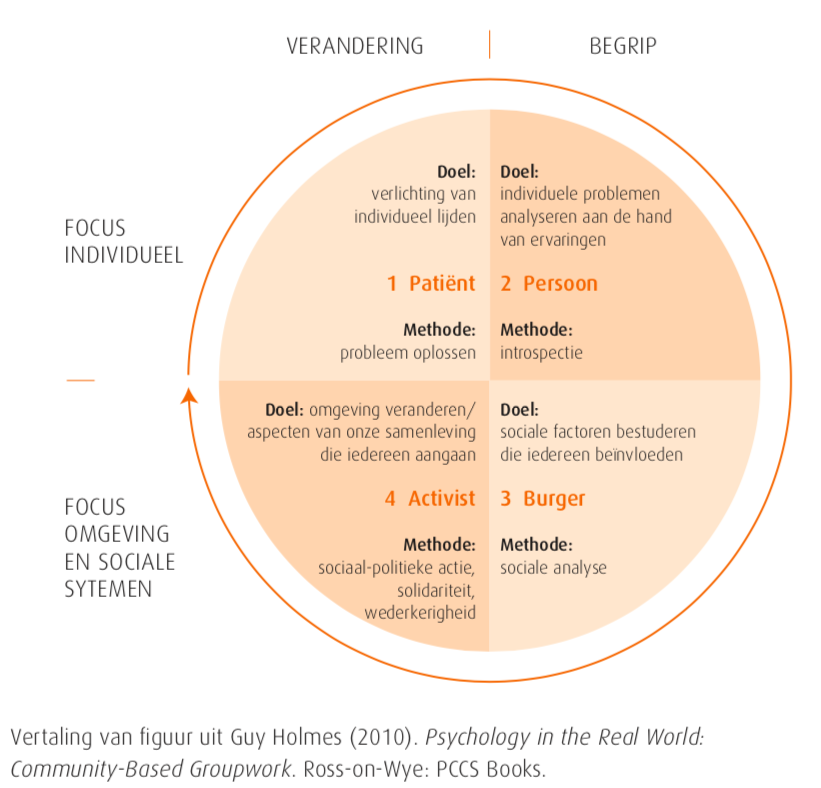 VERANDERING
BEGRIP
FOCUS
INDIVIDUEEL
Doel:
verlichting van
individueel lijden
1 Patiënt
Methode:
probleem oplossen
Doel:
individuele problemen
analyseren aan de hand
van ervaringen
2 Persoon
Methode:
introspectie
FOCUS
OMGEVING
EN SOCIALE
SYTEMEN
Doel: omgeving veranderen/
aspecten van onze samenleving
die iedereen aangaan
4 Activist
Methode:
sociaal-politieke actie,
solidariteit,
wederkerigheid
Doel:
sociale factoren bestuderen
die iedereen beïnvloeden
3 Burger
Methode:
sociale analyse
Vertaling van figuur uit Guy Holmes (2010). Psychology in the Real World:
Community-Based Groupwork. Ross-on-Wye: PCCS Books.